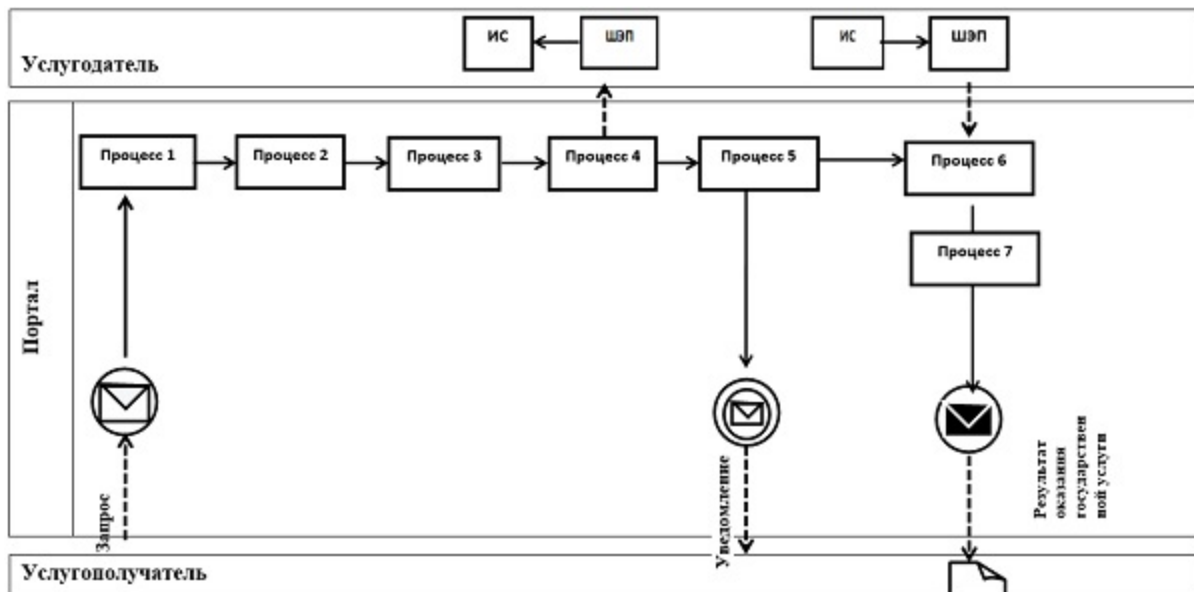 ИС
ШЭП
ИС
ШЭП
Услугодатель
Процесс 1
Процесс 2
Процесс 3
Процесс 4
Процесс 5
Процесс 6
Процесс 7
Портал
Запрос
Уведомление
Результат
оказания
государствен
ной услуги
Услугополучатель